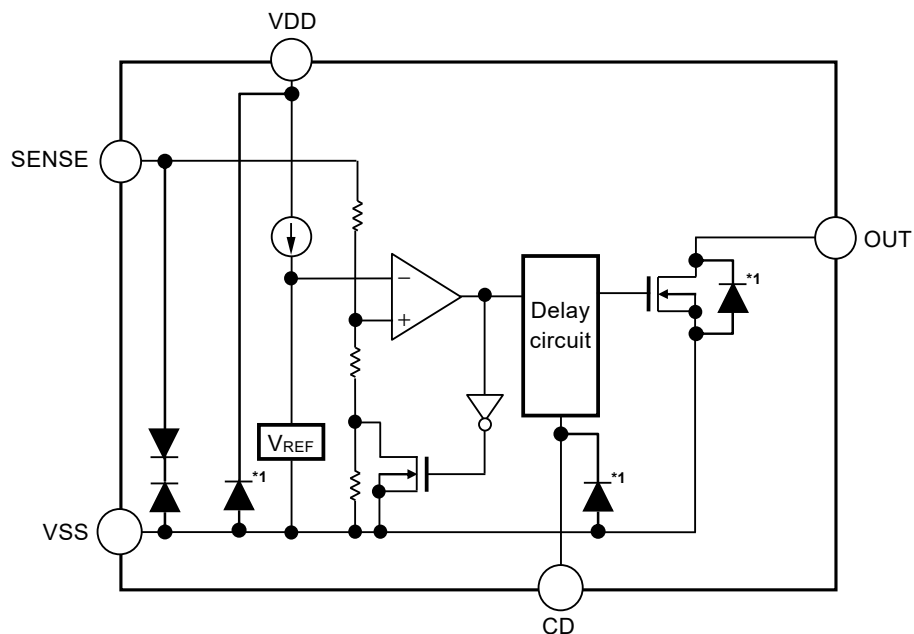 VDD
SENSE
OUT
−
+
Delay
circuit
*1
VREF
*1
*1
VSS
CD